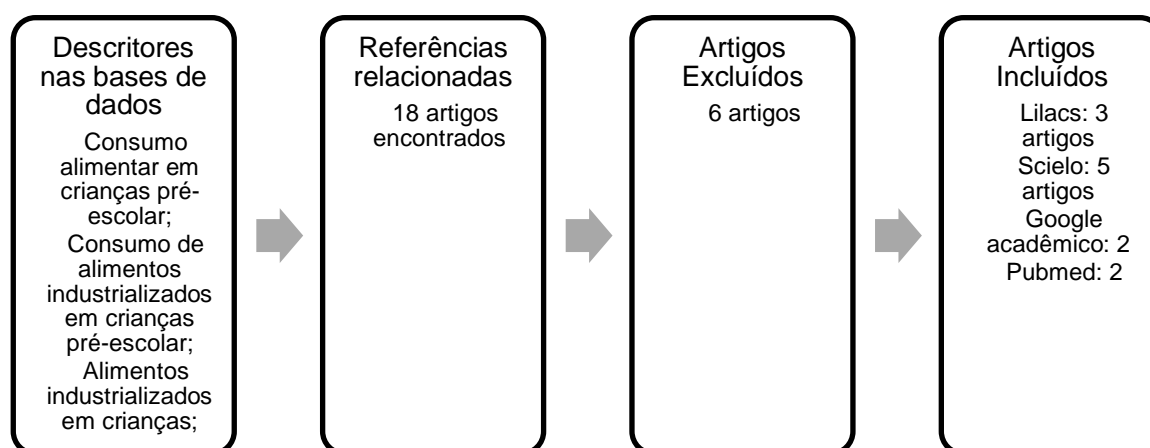 Descritores
nas bases de
dados
Consumo
alimentar em
crianças pré-
escolar;
Consumo de
alimentos
industrializados
em crianças
pré-escolar;
Alimentos
industrializados
em crianças;
Referências
relacionadas
18 artigos
encontrados
Artigos
Excluídos
6 artigos
Artigos
Incluídos
Lilacs: 3
artigos
Scielo: 5
artigos
Google
acadêmico: 2
Pubmed: 2